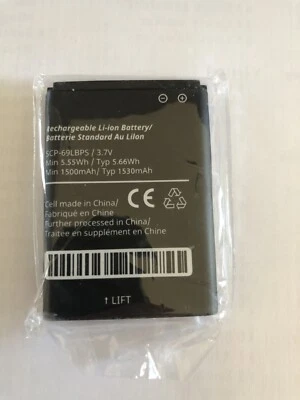 Rechargeable Li-ion Battery/
Batterie Standard Au Lilon
SCP-69LBPS / 3.7V
Min 5.55Wh / Typ 5.66Wh
Min 1500mAh/ Typ 1530mAh
Cell made in China/
Fabriqué en Chine
Further processed in China/
Traitée en supplément en Chine
CE
↑ LIFT